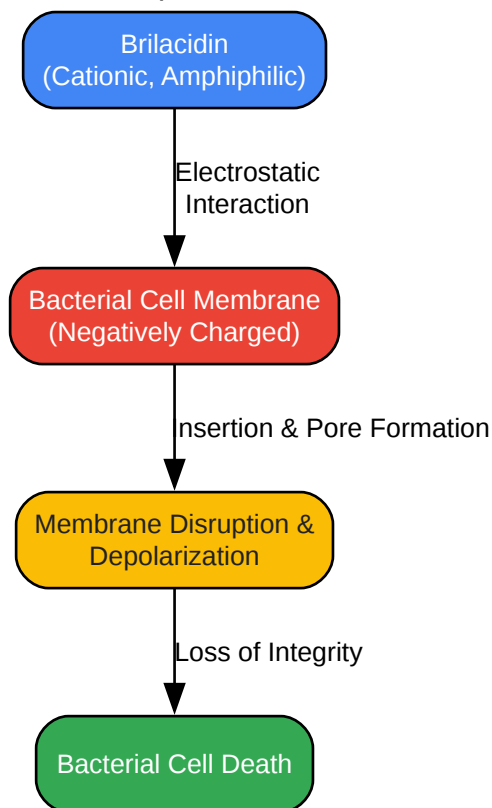 Brilacidin
(Cationic, Amphiphilic)
Electrostatic
Interaction
Bacterial Cell Membrane
(Negatively Charged)
Insertion & Pore Formation
Membrane Disruption &
Depolarization
Loss of Integrity
Bacterial Cell Death